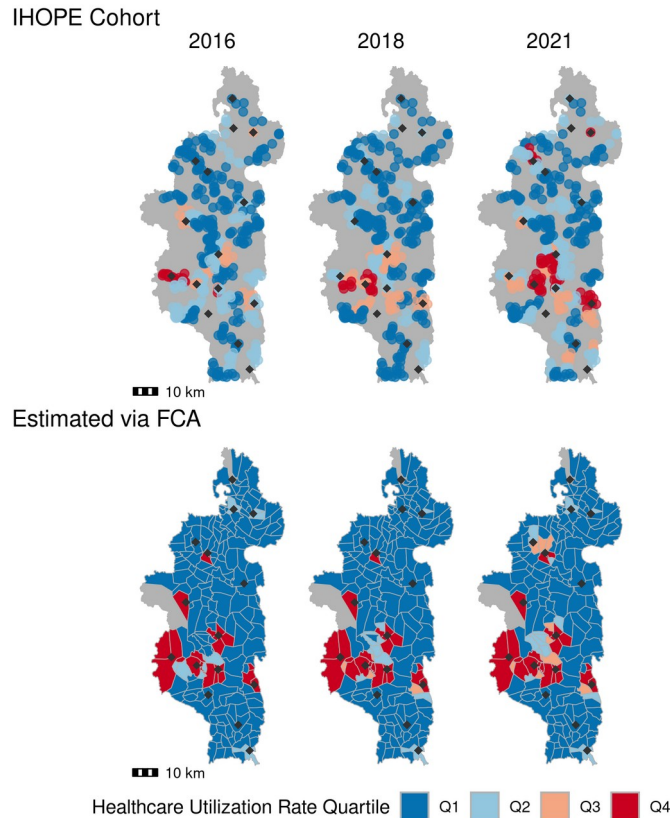 IHOPE Cohort
2016 2018 2021
10 km
Estimated via FCA
10 km
Healthcare Utilization Rate Quartile Q1 Q2 Q3 Q4